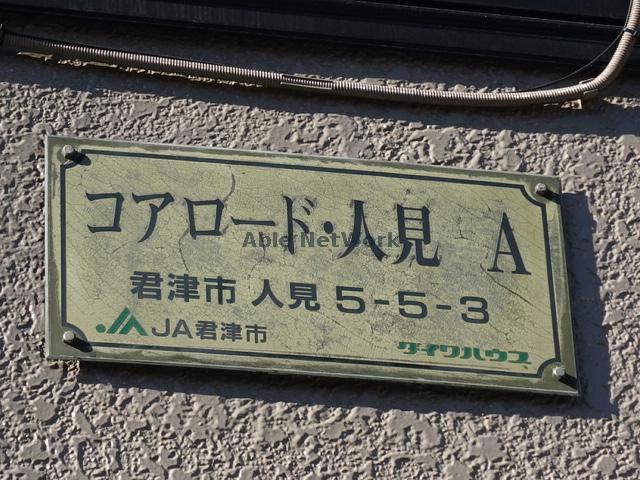 コアロード・人見 A
Able NetWork
君津市 人見 5-5-3
JA君津市
ダイワハウス